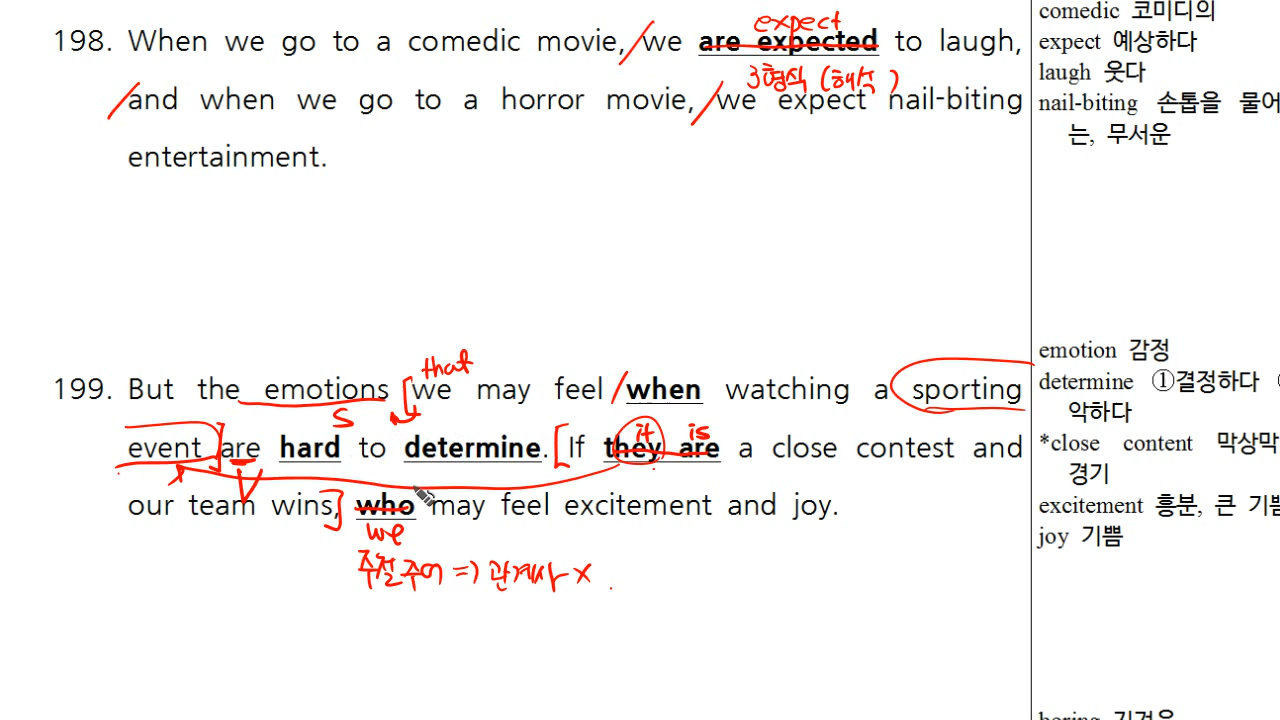 expect
198. When we go to a comedic movie, we are expected to laugh,
3형식 (해석)
and when we go to a horror movie, we expect nail-biting
entertainment.
comedic 코미디의
expect 예상하다
laugh 웃다
nail-biting 손톱을 물어
는, 무서운
that
199. But the emotions we may feel when watching a sporting
S
it is
event are hard to determine. If they are a close contest and
V
our team wins, who may feel excitement and joy.
we
주절 주어 => 관계사 X
emotion 감정
determine ①결정하다
악하다
*close content 막상막
경기
excitement 흥분, 큰 기쁨
joy 기쁨